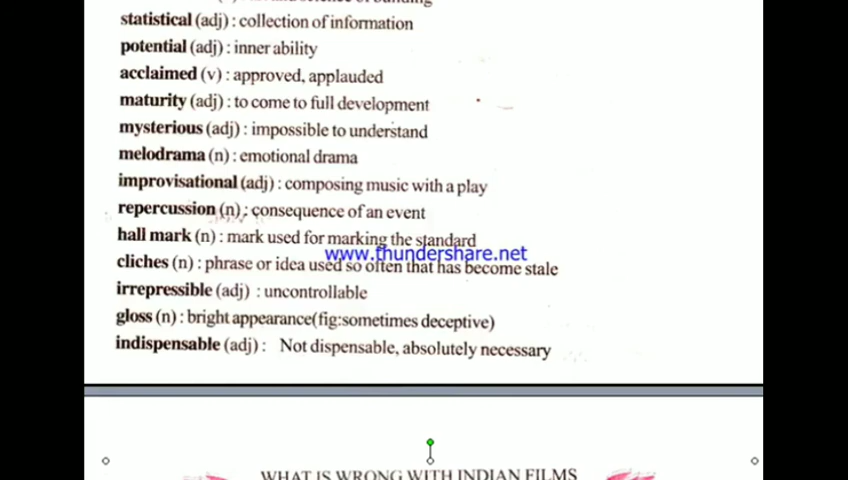 statistical (adj) : collection of information
potential (adj) : inner ability
acclaimed (v) : approved, applauded
maturity (adj) : to come to full development
mysterious (adj) : impossible to understand
melodrama (n) : emotional drama
improvisational (adj) : composing music with a play
repercussion (n) : consequence of an event
hall mark (n) : mark used for marking the standard
www.thundershare.net
cliches (n) : phrase or idea used so often that has become stale
irrepressible (adj) : uncontrollable
gloss (n) : bright appearance(fig:sometimes deceptive)
indispensable (adj) : Not dispensable, absolutely necessary
WHAT IS WRONG WITH INDIAN FILMS